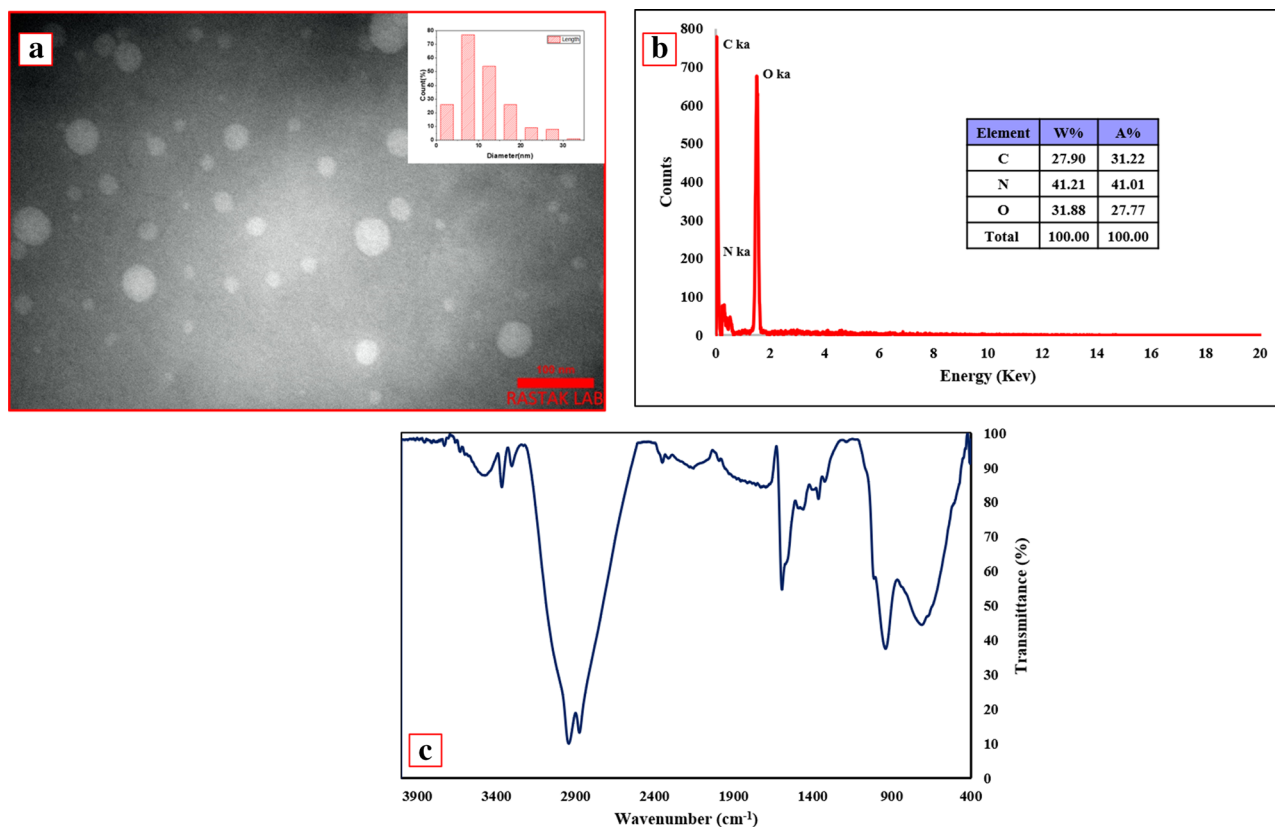 a
80
70
60
50
40
30
20
10
0
Count(%)
Length
0 10 20 30
Diameter(nm)
100 nm
RASTAK LAB
b
800
700
600
500
400
300
200
100
0
Counts
C ka
O ka
N ka
Element W% A%
C 27.90 31.22
N 41.21 41.01
O 31.88 27.77
Total 100.00 100.00
0 2 4 6 8 10 12 14 16 18 20
Energy (Kev)
c
100
90
80
70
60
50
40
30
20
10
0
Transmittance (%)
3900 3400 2900 2400 1900 1400 900 400
Wavenumber (cm-1)